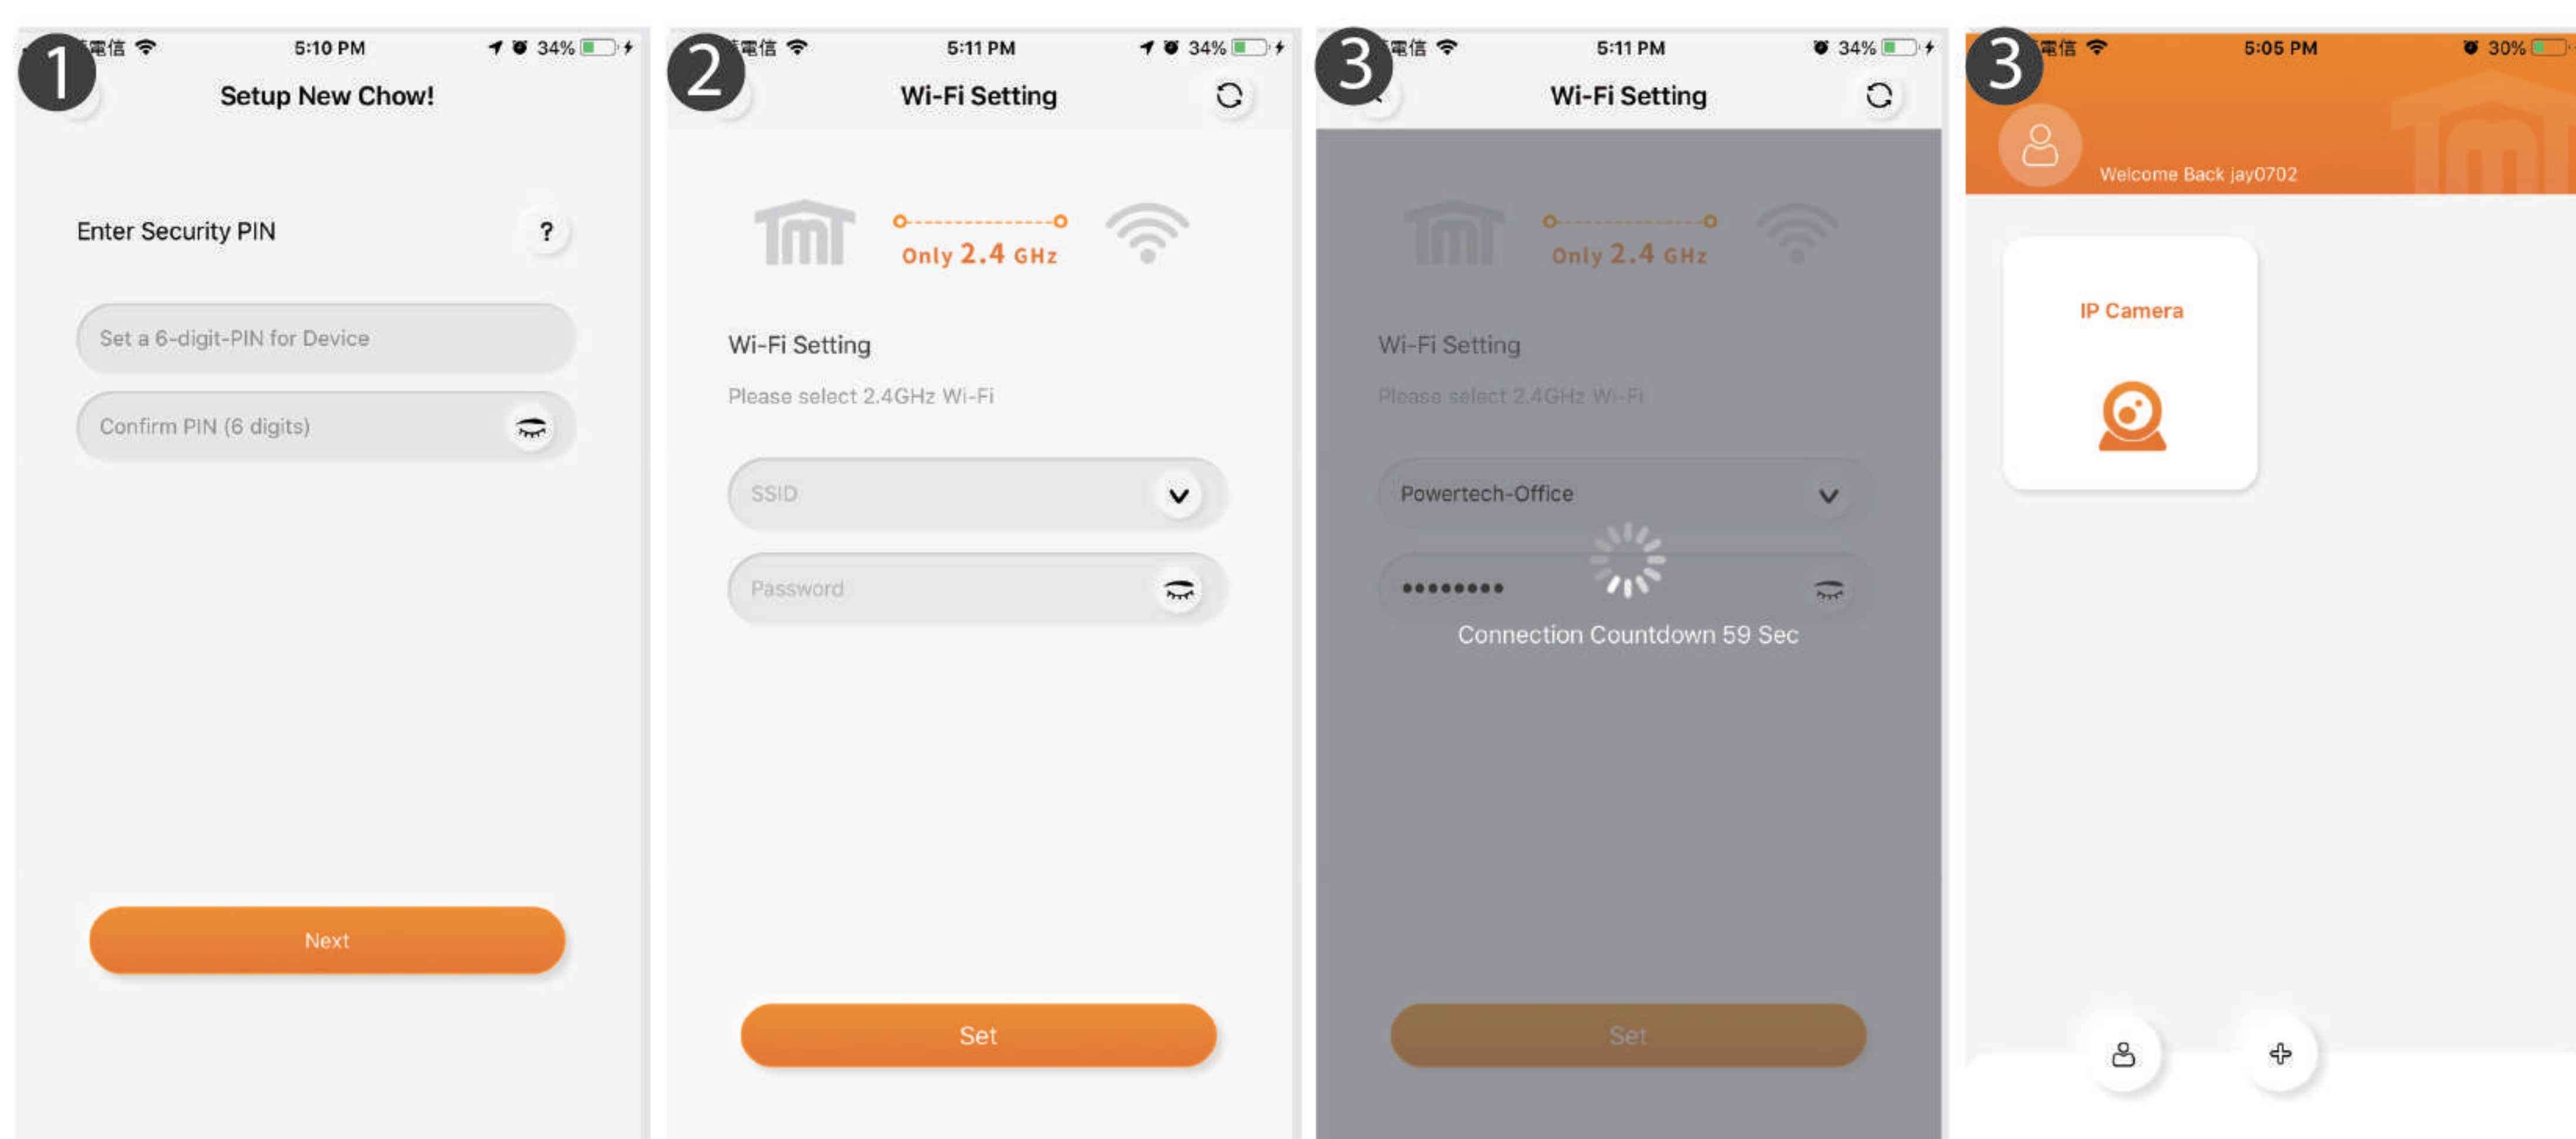 1
電信
5:10 PM
34%
Setup New Chow!
Enter Security PIN
?
Set a 6-digit-PIN for Device
Confirm PIN (6 digits)
Next
2
電信
5:11 PM
34%
Wi-Fi Setting
Only 2.4 GHz
Wi-Fi Setting
Please select 2.4GHz Wi-Fi
SSID
Password
Set
3
電信
5:11 PM
34%
Wi-Fi Setting
Only 2.4 GHz
Wi-Fi Setting
Please select 2.4GHz Wi-Fi
Powertech-Office
••••••••
Connection Countdown 59 Sec
Set
3
電信
5:05 PM
30%
Welcome Back jay0702
IP Camera